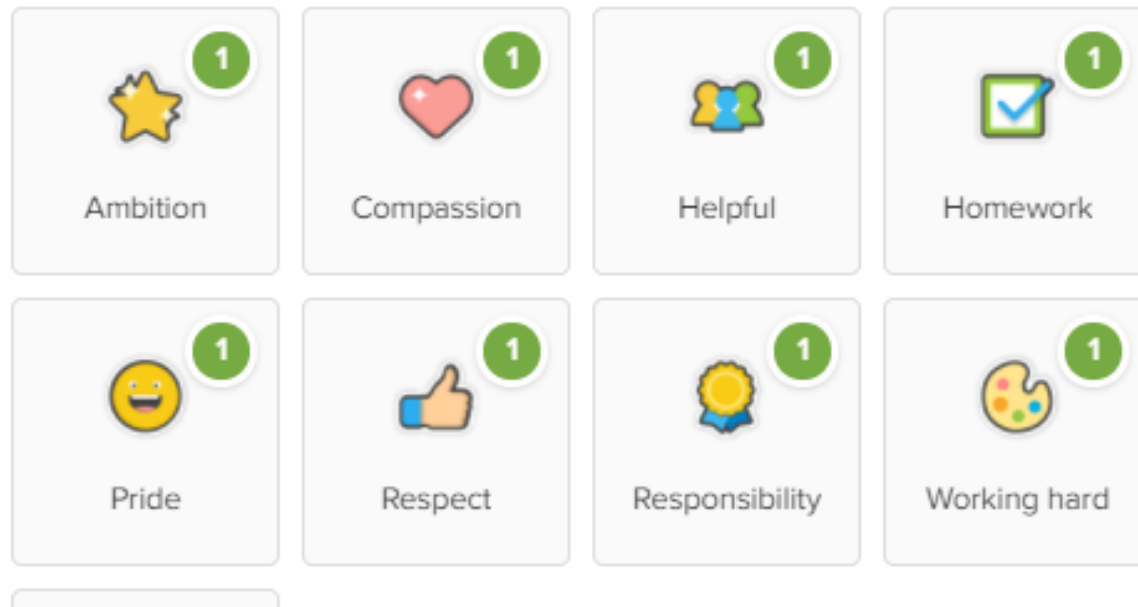 1 1 1 1
Ambition Compassion Helpful Homework
1 1 1 1
Pride Respect Responsibility Working hard